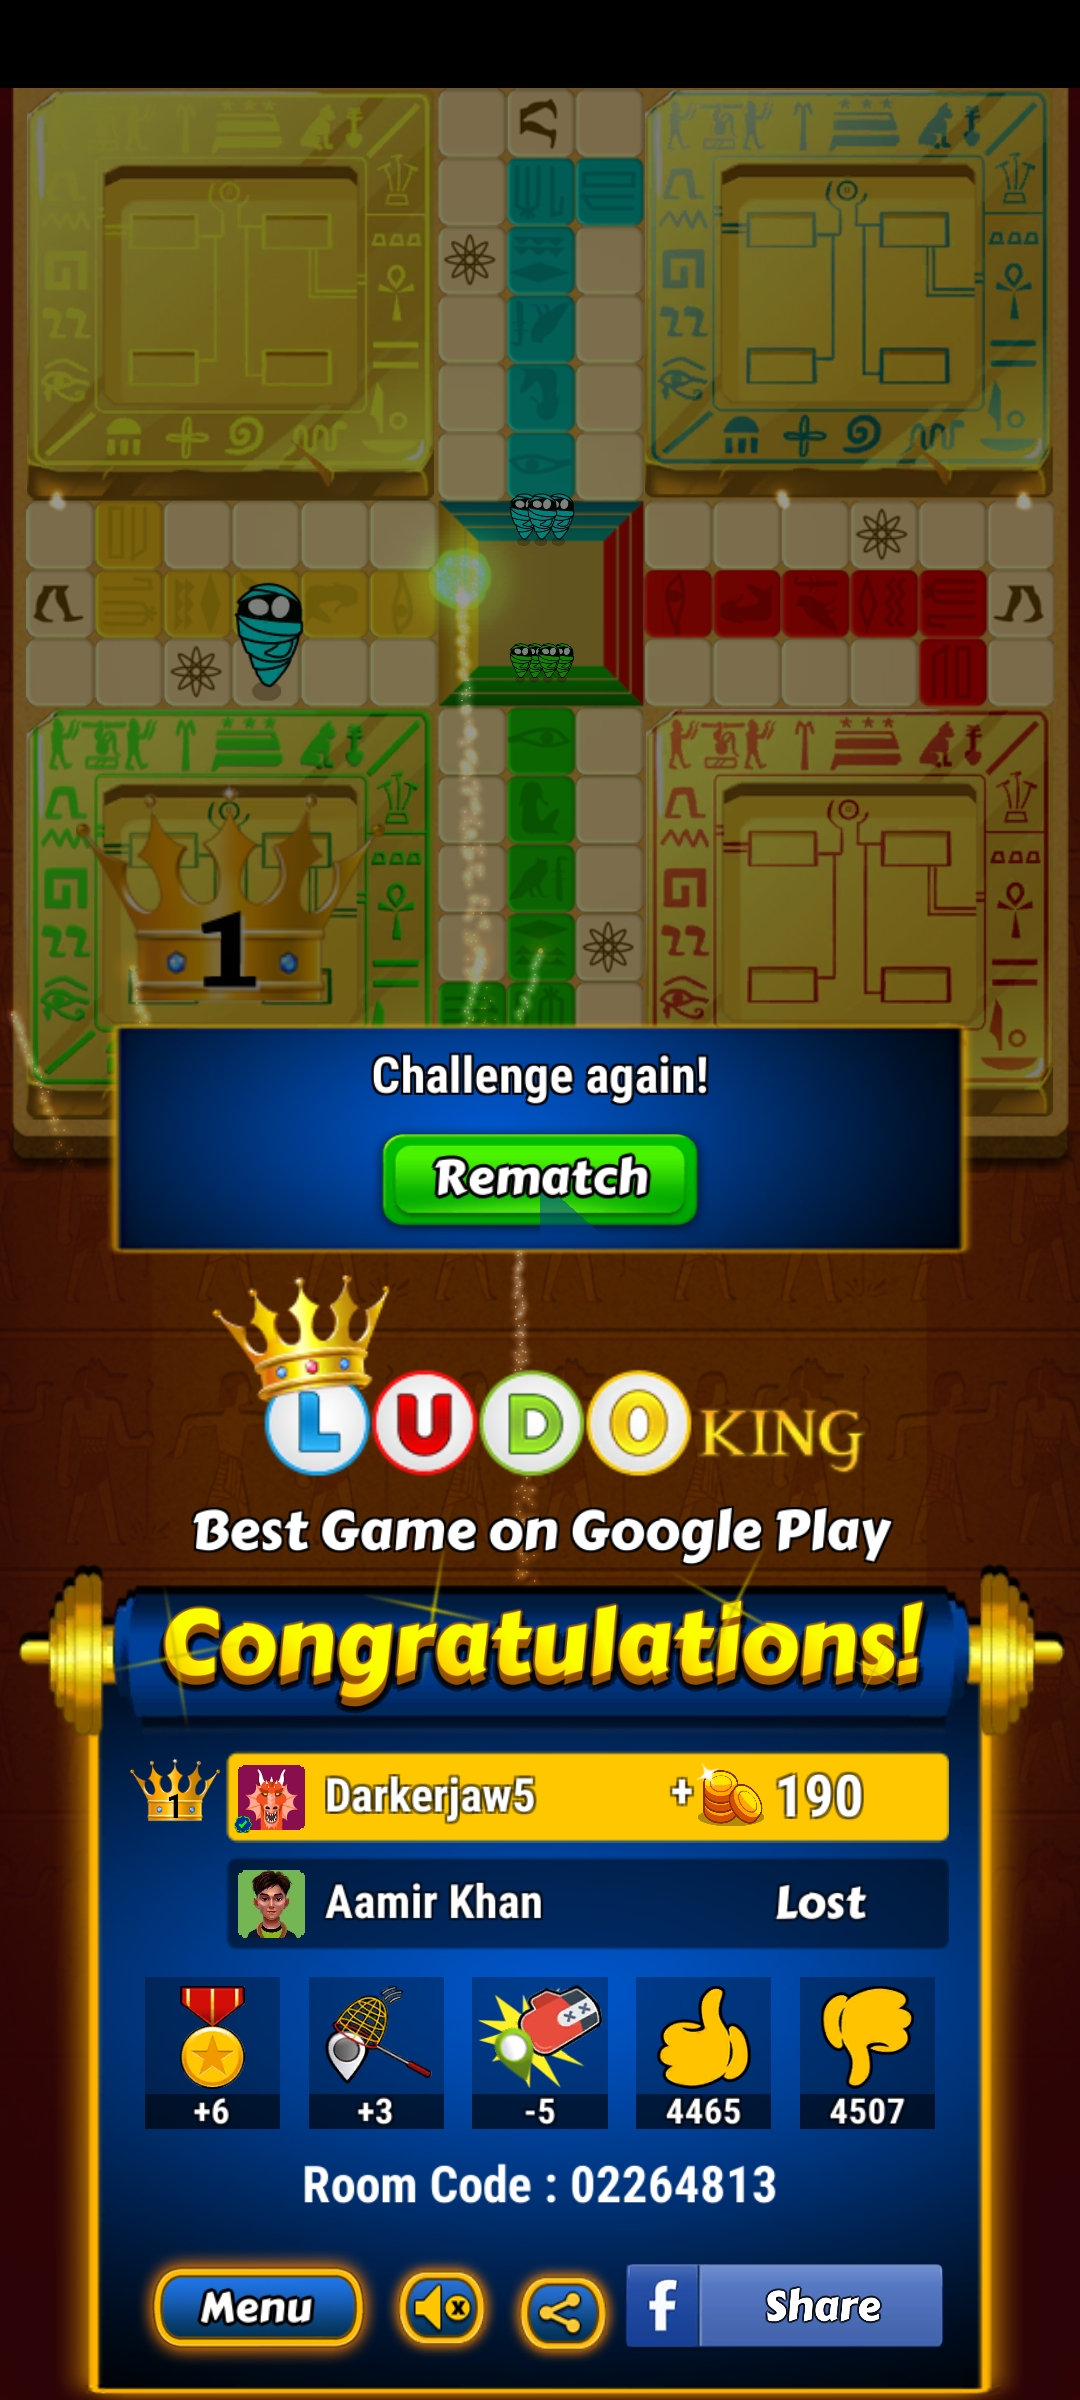 1
Challenge again!
Rematch
LUDO KING
Best Game on Google Play
Congratulations!
1 Darkerjaw5 + 190
Aamir Khan Lost
+6 +3 -5 4465 4507
Room Code : 02264813
Menu x f Share